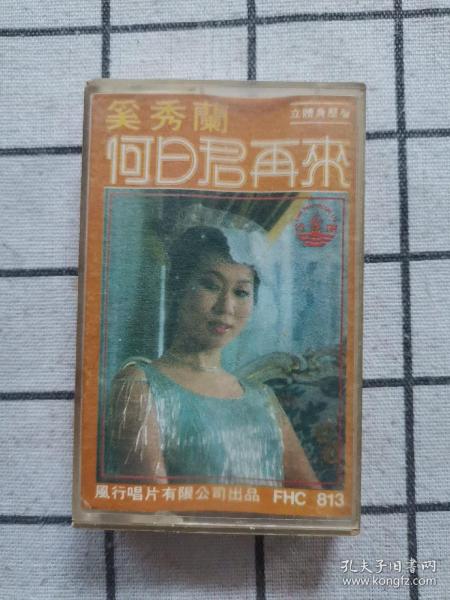 奚秀蘭
立體身歷聲
何日君再來
風行唱片有限公司出品 FHC 813
孔夫子旧书网
www.kongfz.com